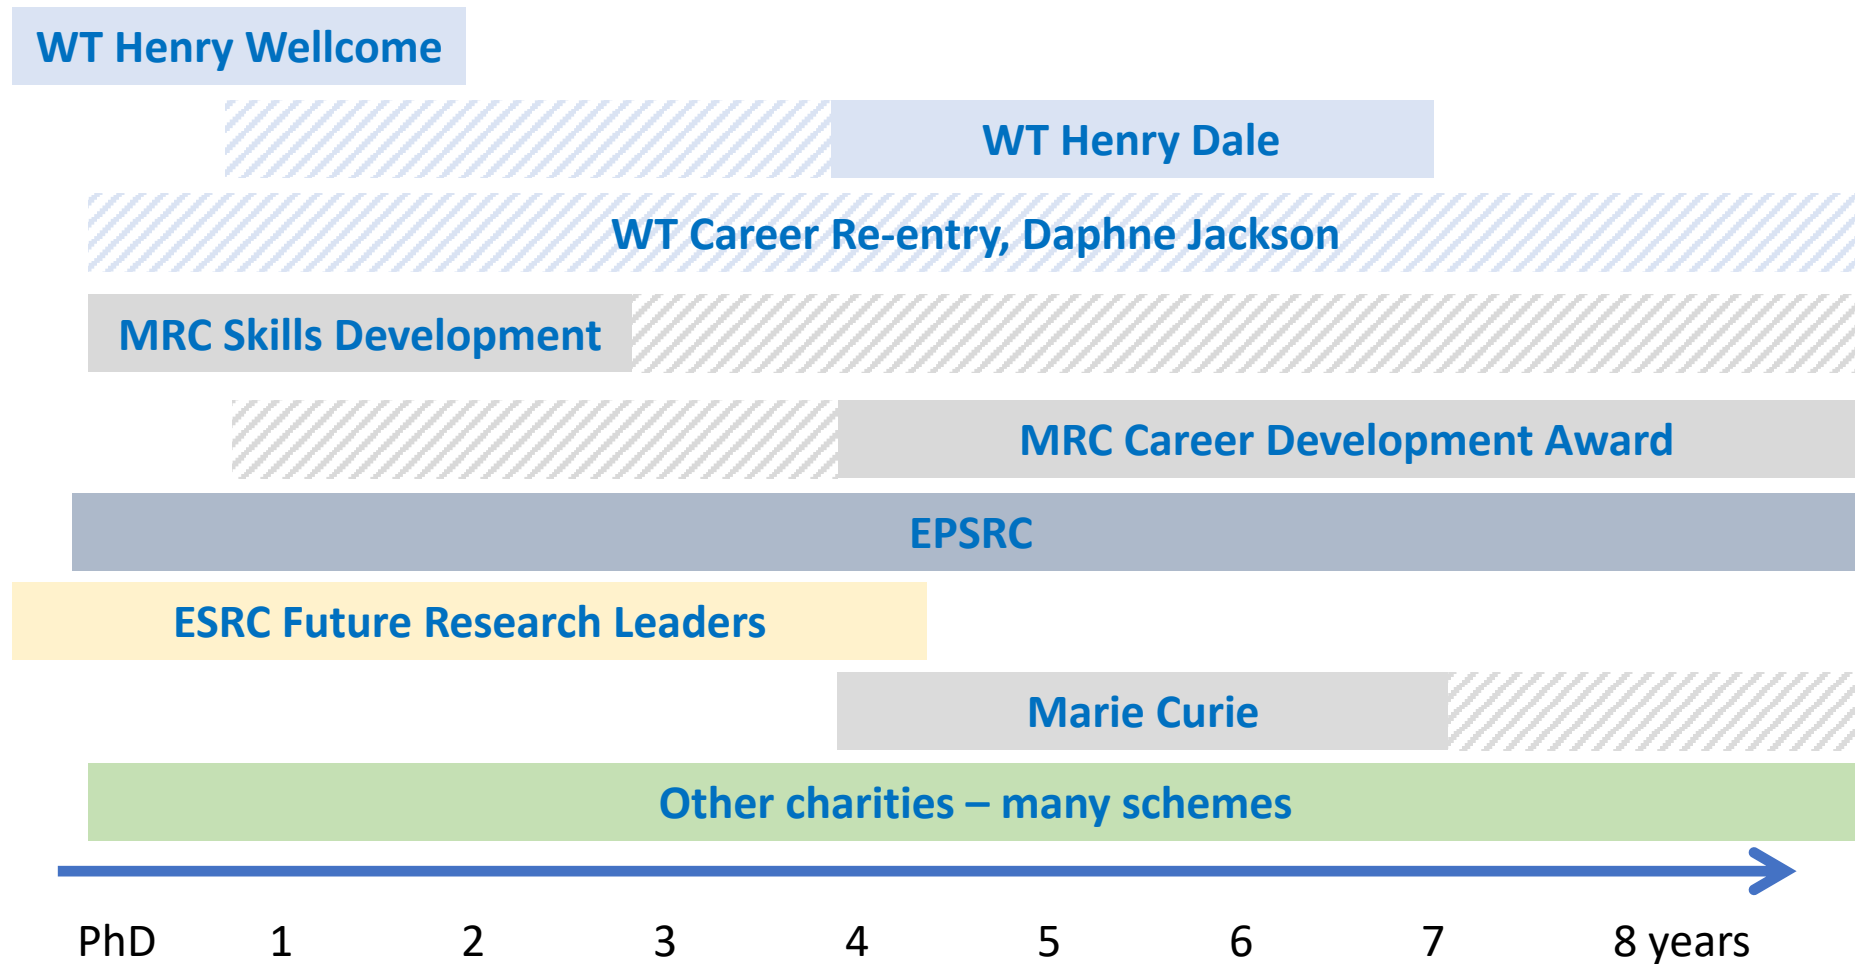 WT Henry Wellcome
WT Henry Dale
WT Career Re-entry, Daphne Jackson
MRC Skills Development
MRC Career Development Award
EPSRC
ESRC Future Research Leaders
Marie Curie
Other charities – many schemes
PhD 1 2 3 4 5 6 7 8 years